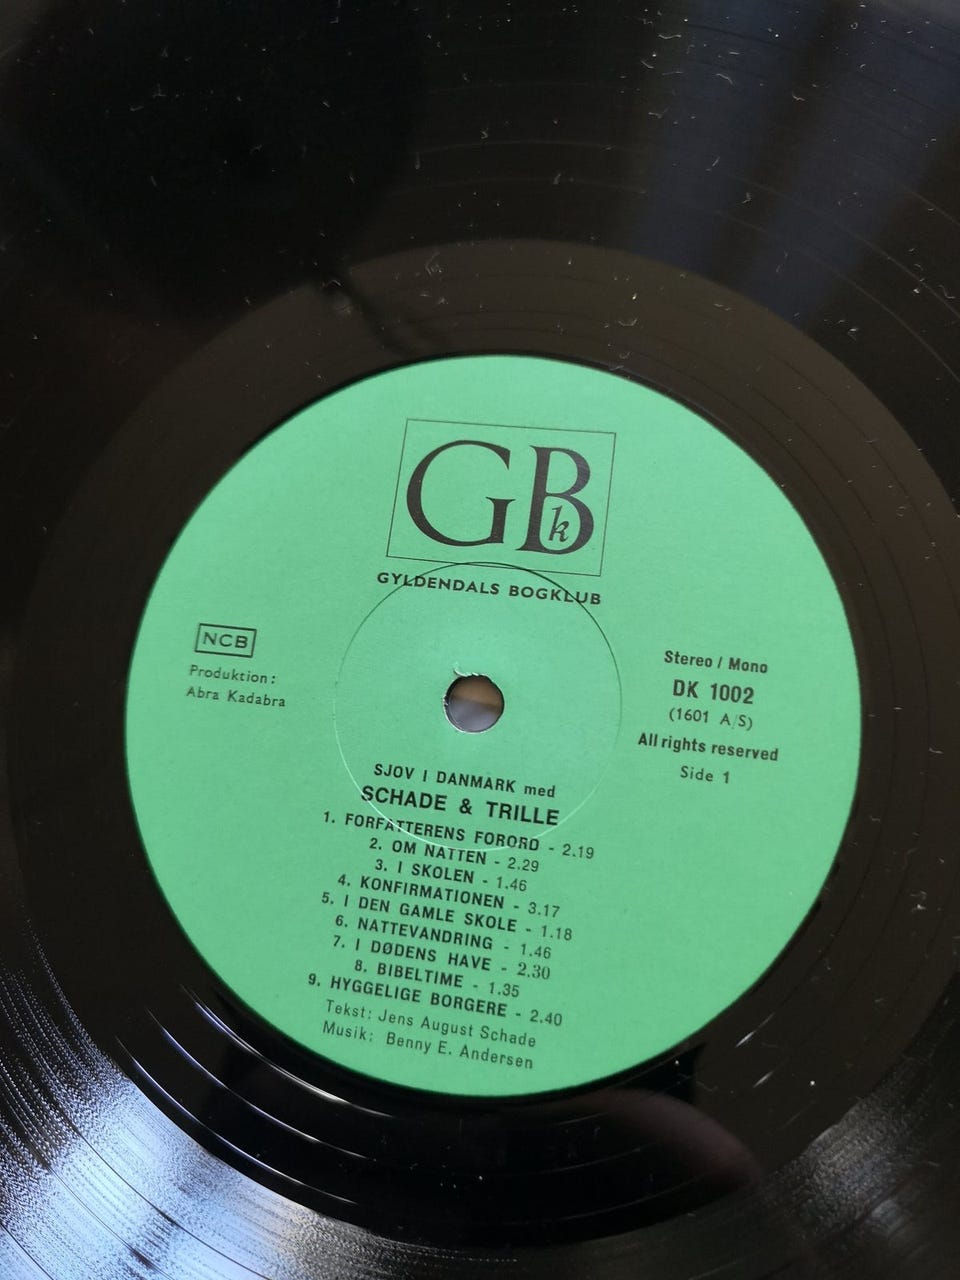 GBk
GYLDENDALS BOGKLUB
NCB
Produktion:
Abra Kadabra
Stereo / Mono
DK 1002
(1601 A/S)
All rights reserved
Side 1
SJOV I DANMARK med
SCHADE & TRILLE
1. FORFATTERENS FORORD - 2.19
2. OM NATTEN - 2.29
3. I SKOLEN - 1.46
4. KONFIRMATIONEN - 3.17
5. I DEN GAMLE SKOLE - 1.18
6. NATTEVANDRING - 1.46
7. I DØDENS HAVE - 2.30
8. BIBELTIME - 1.35
9. HYGGELIGE BORGERE - 2.40
Tekst: Jens August Schade
Musik: Benny E. Andersen